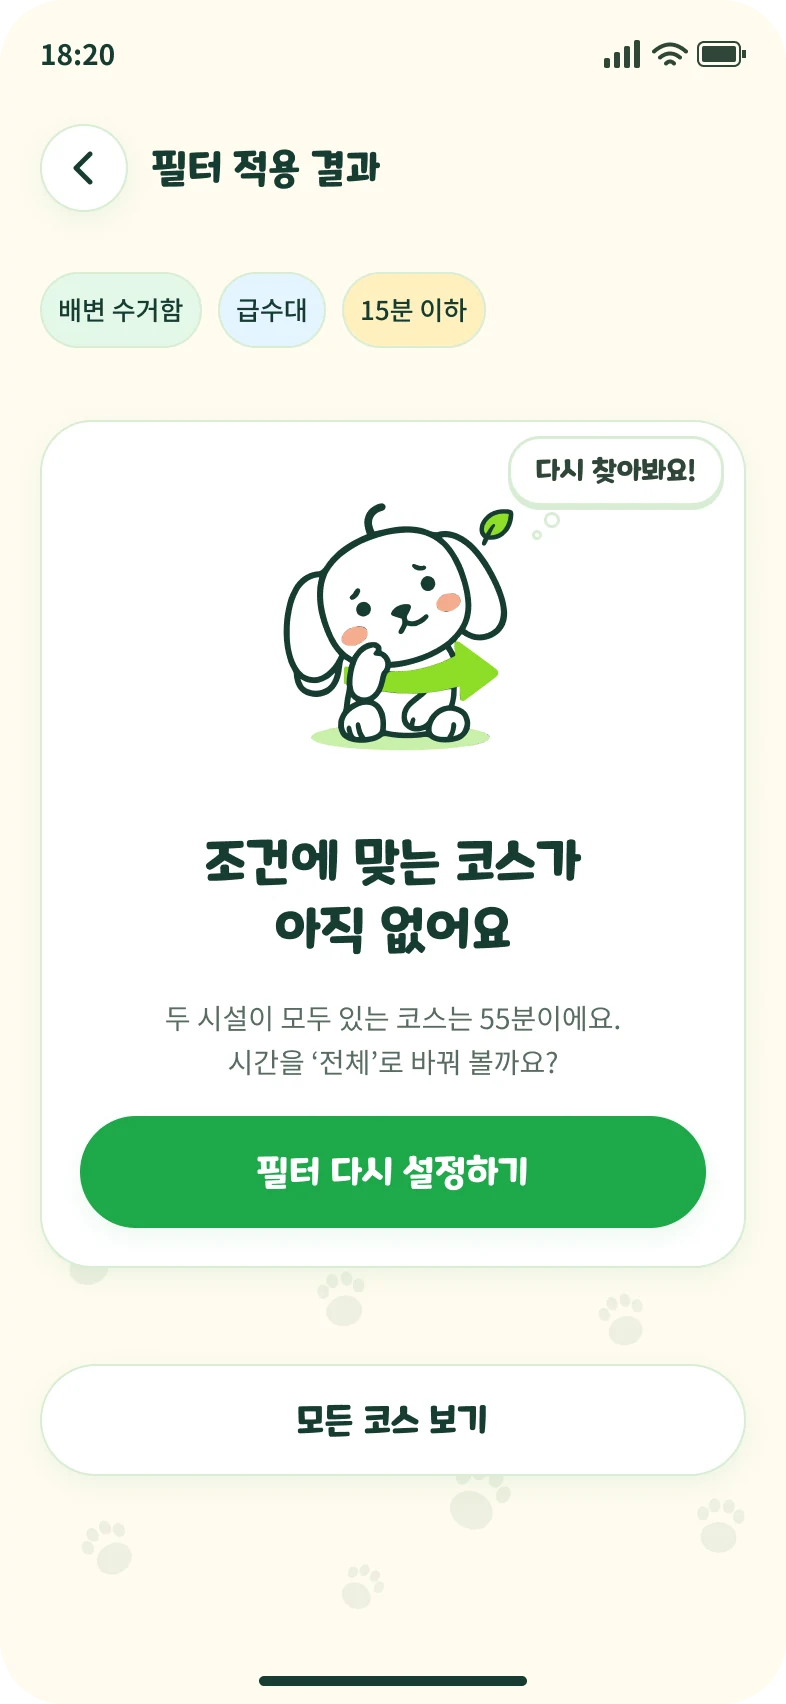 18:20
필터 적용 결과
배변 수거함
급수대
15분 이하
다시 찾아봐요!
조건에 맞는 코스가
아직 없어요
두 시설이 모두 있는 코스는 55분이에요.
시간을 ‘전체’로 바꿔 볼까요?
필터 다시 설정하기
모든 코스 보기